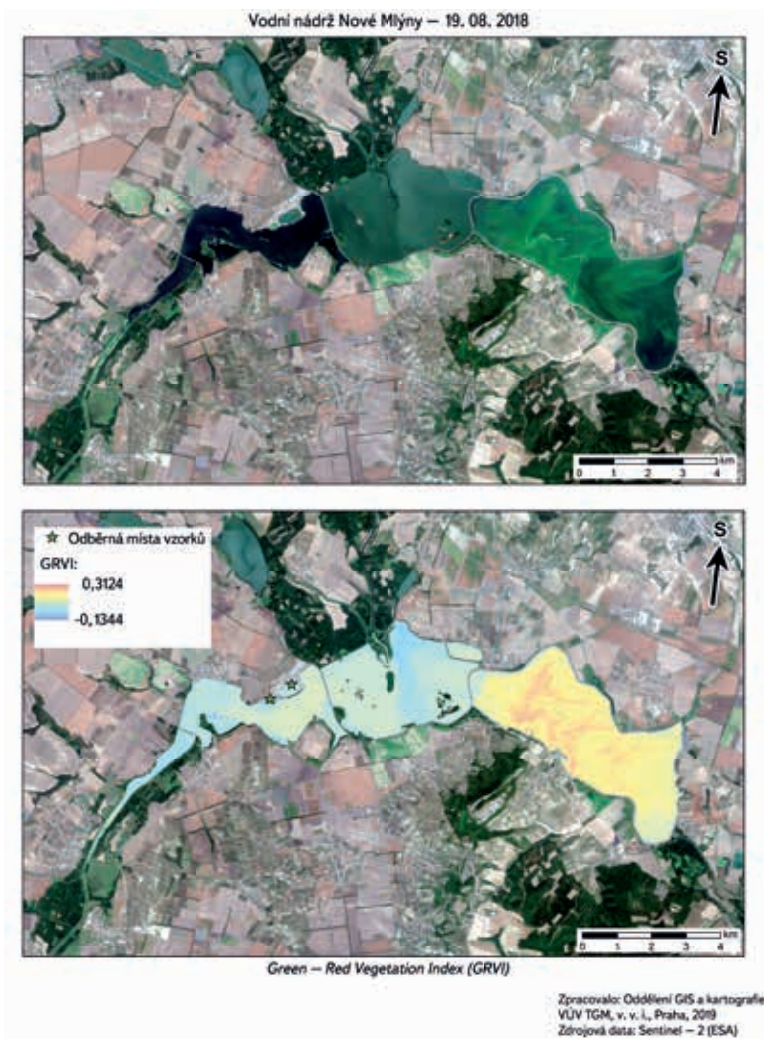 Vodní nádrž Nové Mlýny – 19. 08. 2018
S
km
0 1 2 3 4
Odběrná místa vzorků
GRVI:
0,3124
-0,1344
S
km
0 1 2 3 4
Green – Red Vegetation Index (GRVI)
Zpracovalo: Oddělení GIS a kartografie
VÚV TGM, v. v. i., Praha, 2019
Zdrojová data: Sentinel – 2 (ESA)